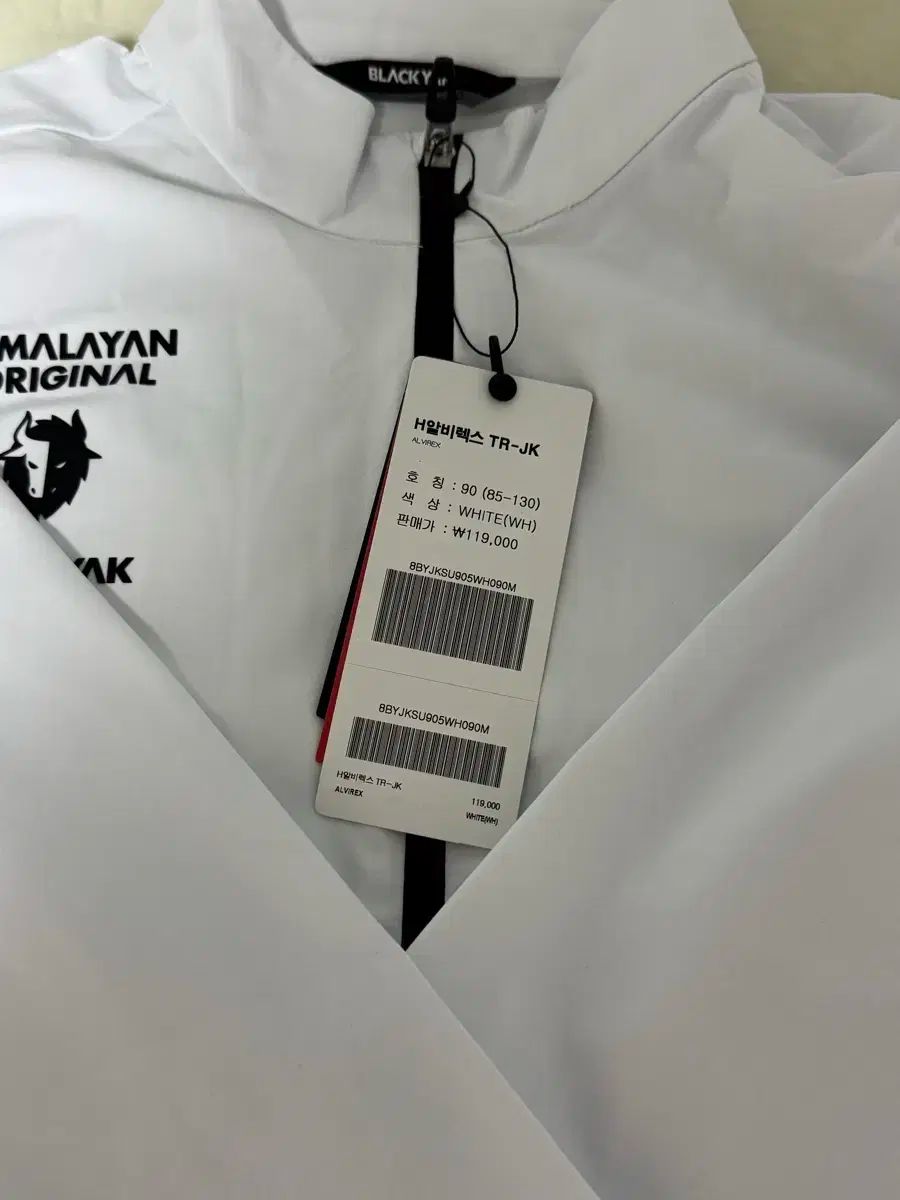 BLACKY
MALAYAN
ORIGINAL
YAK
H알비렉스 TR-JK
ALVIREX
호 칭 : 90 (85-130)
색 상 : WHITE(WH)
판매가 : ₩119,000
8BYJKSU905WH090M
8BYJKSU905WH090M
H알비렉스 TR-JK
ALVIREX
119,000
WHITE(WH)